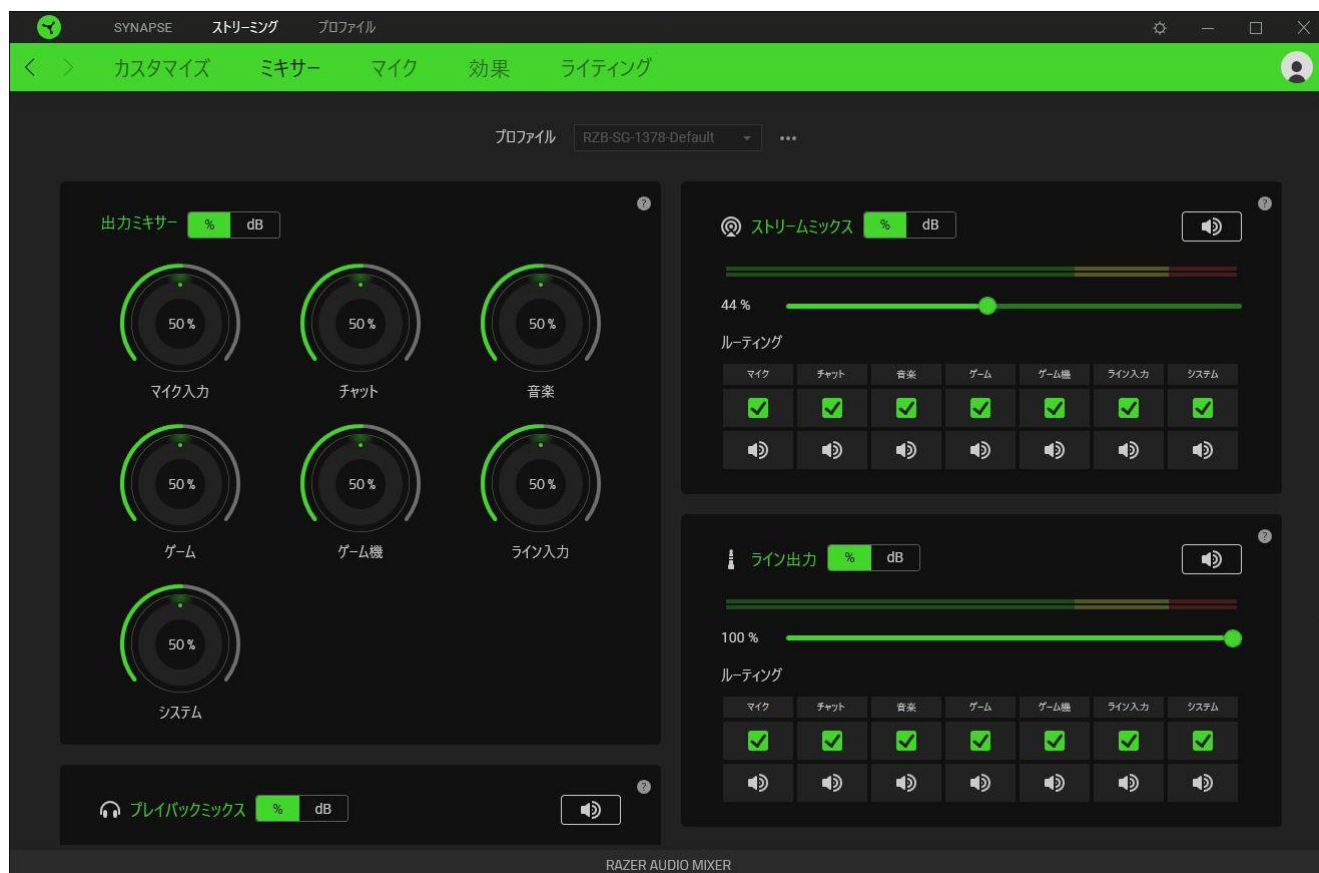 SYNAPSE ストリーミング プロファイル
カスタマイズ ミキサー マイク 効果 ライティング
プロファイル RZB-SG-1378-Default
出力ミキサー % dB
50 % 50 % 50 %
マイク入力 チャット 音楽
50 % 50 % 50 %
ゲーム ゲーム機 ライン入力
50 %
システム
プレイバックミックス % dB
ストリームミックス % dB
44 %
ルーティング
マイク チャット 音楽 ゲーム ゲーム機 ライン入力 システム
ライン出力 % dB
100 %
ルーティング
マイク チャット 音楽 ゲーム ゲーム機 ライン入力 システム
RAZER AUDIO MIXER